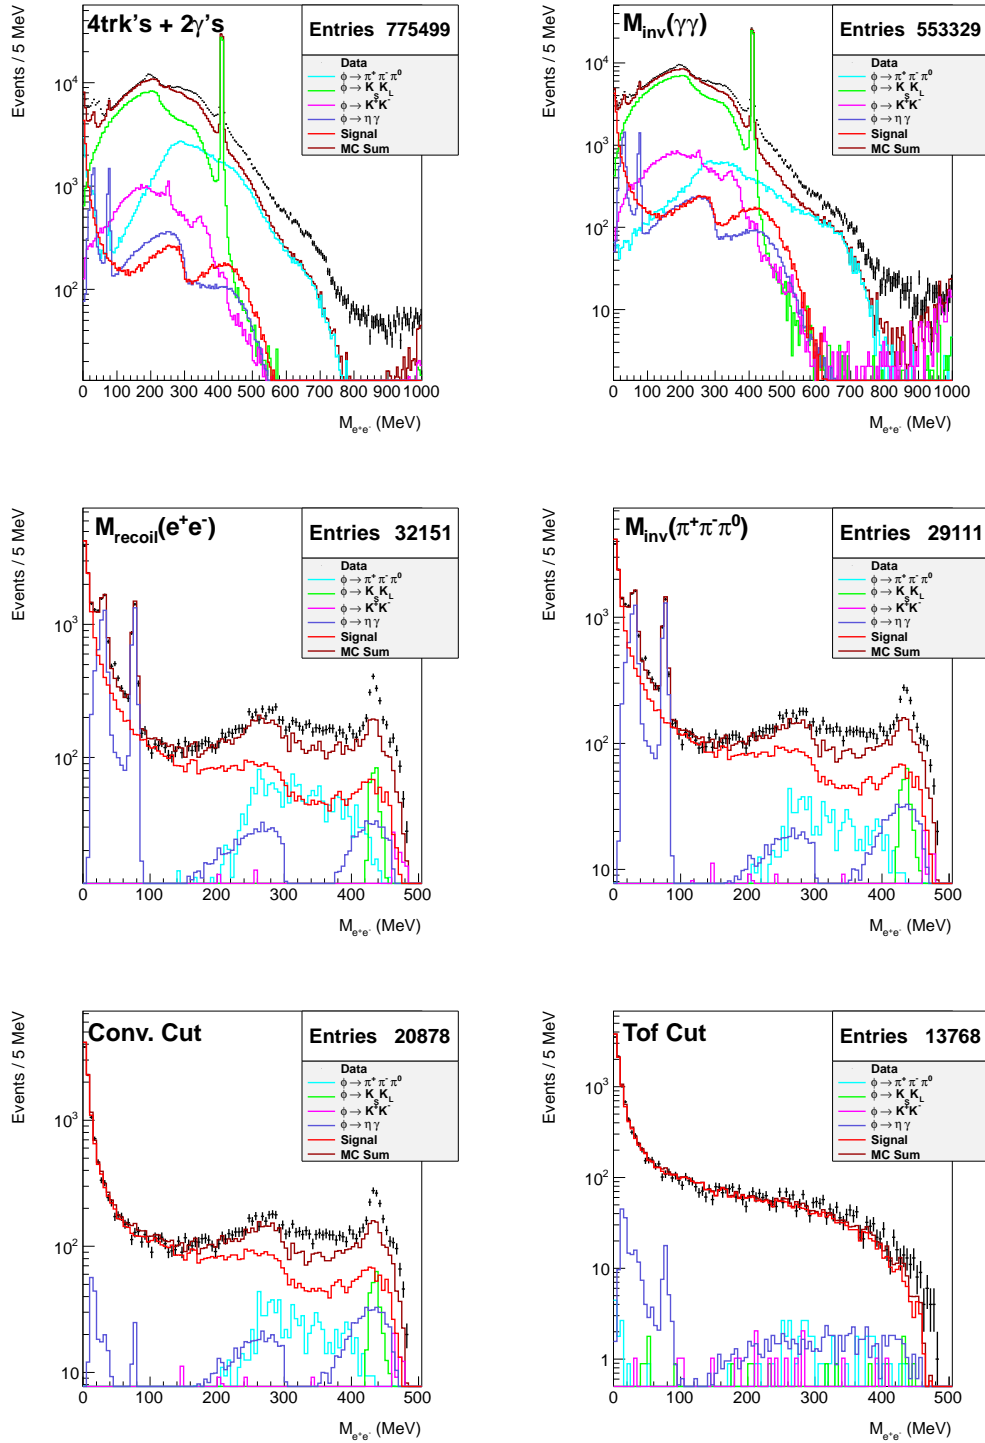 4trk's + 2γ's
Entries 775499
Data
ϕ → π⁺ π⁻ π⁰
ϕ → K_S K_L
ϕ → K⁺K⁻
ϕ → η γ
Signal
MC Sum
Events / 5 MeV
10⁴
10³
10²
0 100 200 300 400 500 600 700 800 900 1000
M_e⁺e⁻ (MeV)
M_inv(γγ)
Entries 553329
Data
ϕ → π⁺ π⁻ π⁰
ϕ → K_S K_L
ϕ → K⁺K⁻
ϕ → η γ
Signal
MC Sum
Events / 5 MeV
10⁴
10³
10²
10
0 100 200 300 400 500 600 700 800 900 1000
M_e⁺e⁻ (MeV)
M_recoil(e⁺e⁻)
Entries 32151
Data
ϕ → π⁺ π⁻ π⁰
ϕ → K_S K_L
ϕ → K⁺K⁻
ϕ → η γ
Signal
MC Sum
Events / 5 MeV
10³
10²
0 100 200 300 400 500
M_e⁺e⁻ (MeV)
M_inv(π⁺π⁻π⁰)
Entries 29111
Data
ϕ → π⁺ π⁻ π⁰
ϕ → K_S K_L
ϕ → K⁺K⁻
ϕ → η γ
Signal
MC Sum
Events / 5 MeV
10³
10²
10
0 100 200 300 400 500
M_e⁺e⁻ (MeV)
Conv. Cut
Entries 20878
Data
ϕ → π⁺ π⁻ π⁰
ϕ → K_S K_L
ϕ → K⁺K⁻
ϕ → η γ
Signal
MC Sum
Events / 5 MeV
10³
10²
10
0 100 200 300 400 500
M_e⁺e⁻ (MeV)
Tof Cut
Entries 13768
Data
ϕ → π⁺ π⁻ π⁰
ϕ → K_S K_L
ϕ → K⁺K⁻
ϕ → η γ
Signal
MC Sum
Events / 5 MeV
10³
10²
10
1
0 100 200 300 400 500
M_e⁺e⁻ (MeV)